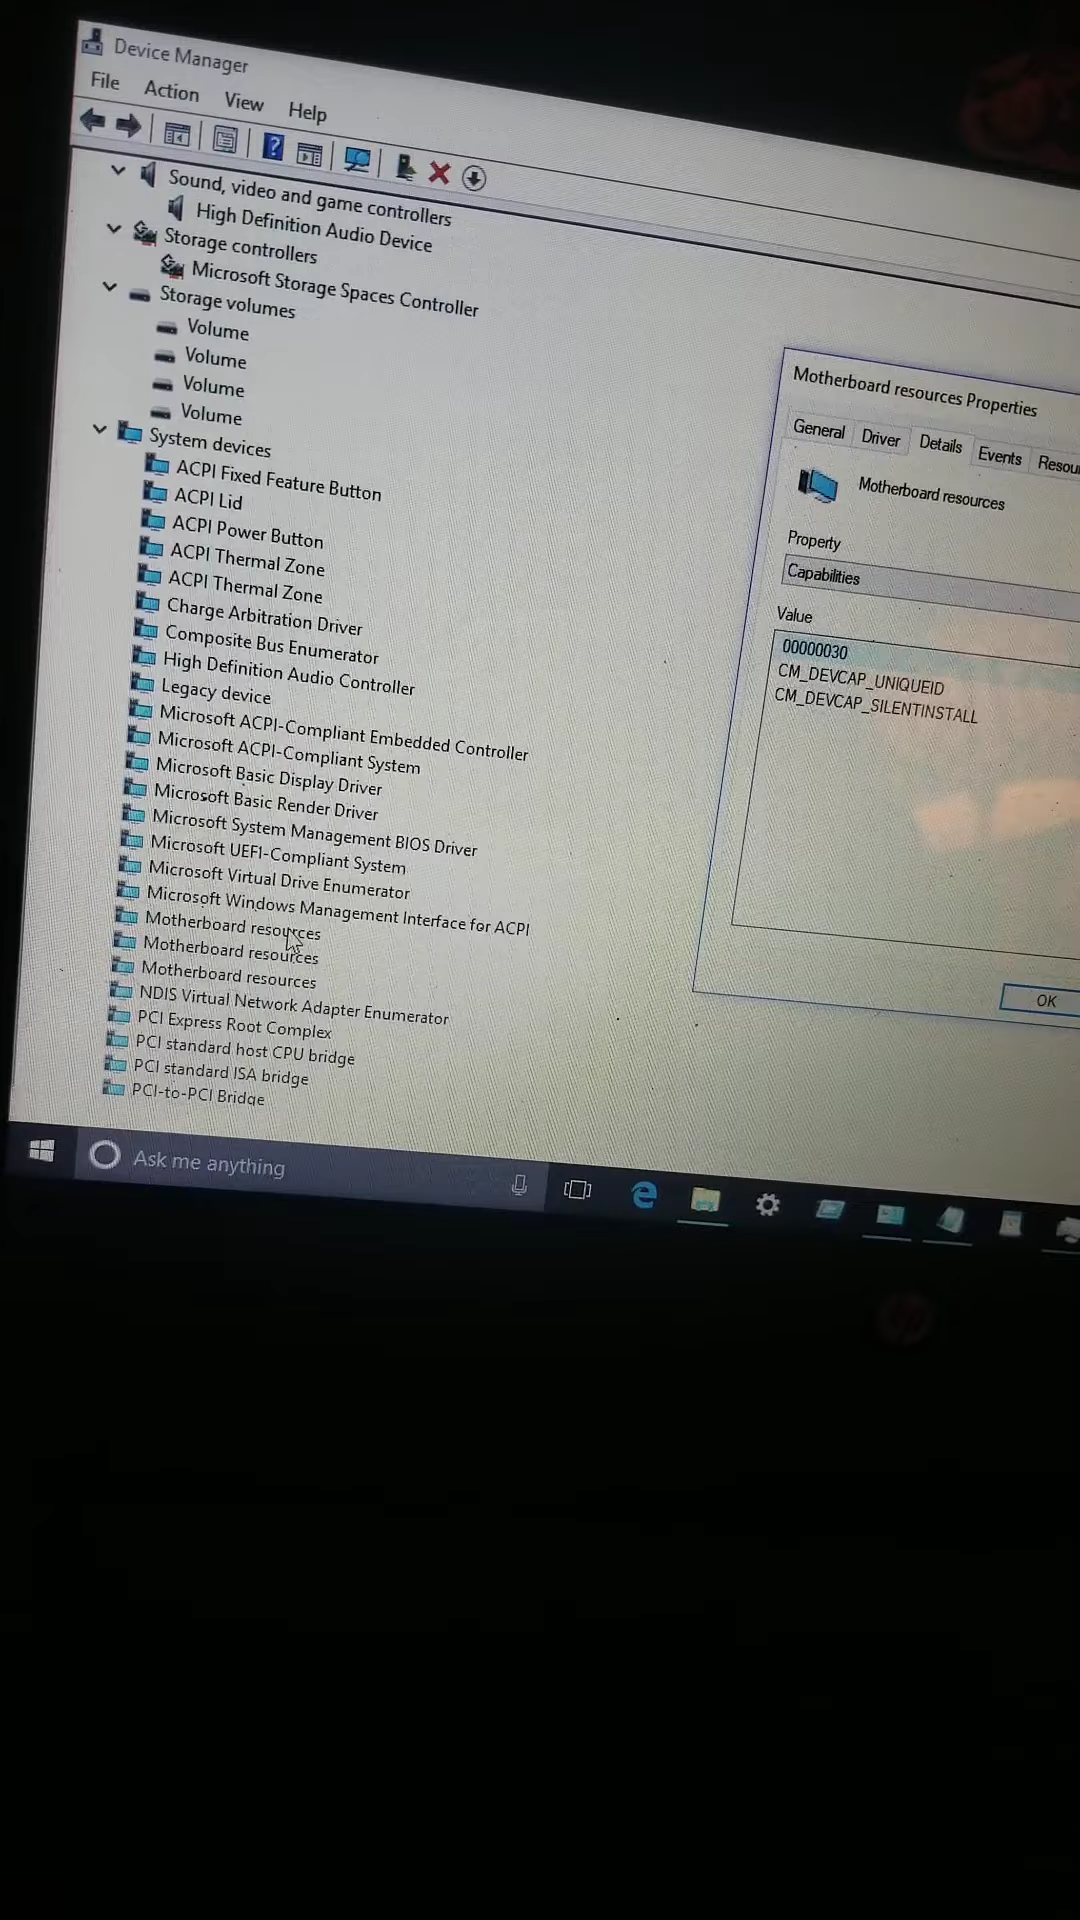 Device Manager
File Action View Help
Sound, video and game controllers
High Definition Audio Device
Storage controllers
Microsoft Storage Spaces Controller
Storage volumes
Volume
Volume
Volume
Volume
System devices
ACPI Fixed Feature Button
ACPI Lid
ACPI Power Button
ACPI Thermal Zone
ACPI Thermal Zone
Charge Arbitration Driver
Composite Bus Enumerator
High Definition Audio Controller
Legacy device
Microsoft ACPI-Compliant Embedded Controller
Microsoft ACPI-Compliant System
Microsoft Basic Display Driver
Microsoft Basic Render Driver
Microsoft System Management BIOS Driver
Microsoft UEFI-Compliant System
Microsoft Virtual Drive Enumerator
Microsoft Windows Management Interface for ACPI
Motherboard resources
Motherboard resources
Motherboard resources
NDIS Virtual Network Adapter Enumerator
PCI Express Root Complex
PCI standard host CPU bridge
PCI standard ISA bridge
PCI-to-PCI Bridge
Motherboard resources Properties
General Driver Details Events Resou
Motherboard resources
Property
Capabilities
Value
00000030
CM_DEVCAP_UNIQUEID
CM_DEVCAP_SILENTINSTALL
OK
Ask me anything
hp